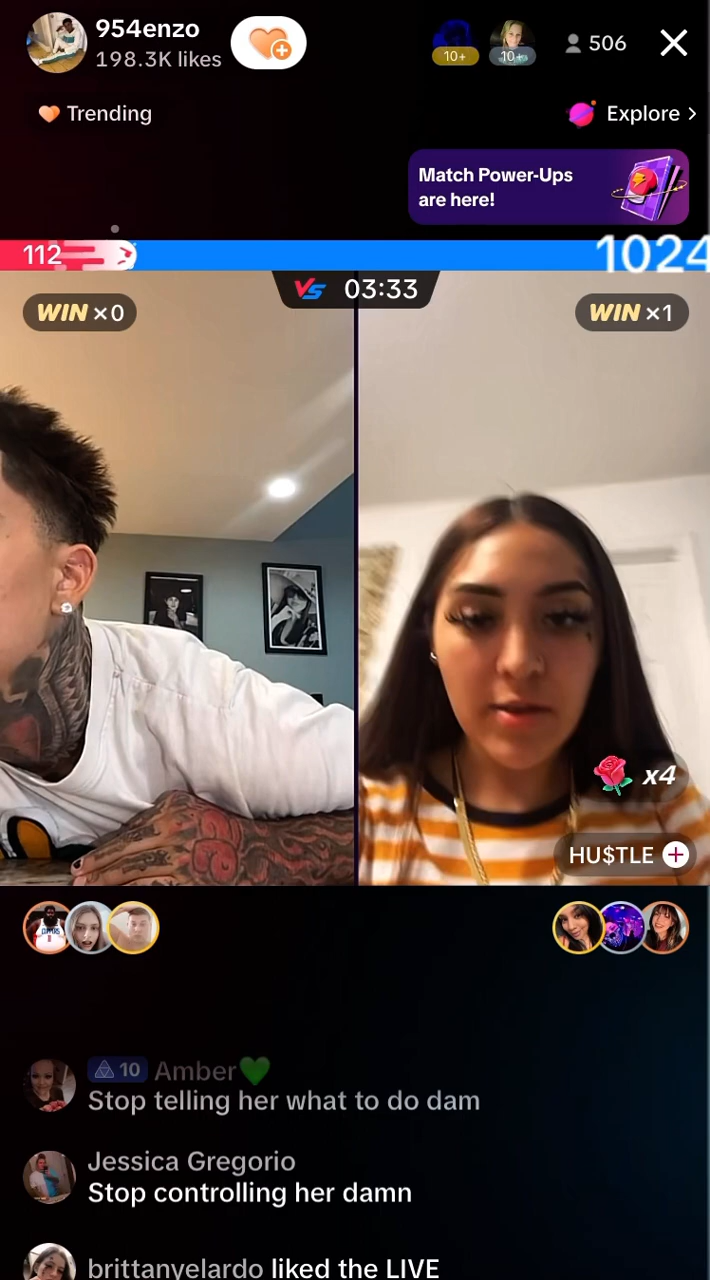 954enzo
198.3K likes
10+
10+
506
Trending
Explore
Match Power-Ups
are here!
112
1024
VS 03:33
WIN ×0
WIN ×1
x4
HU$TLE
10 Amber
Stop telling her what to do dam
Jessica Gregorio
Stop controlling her damn
brittanyelardo liked the LIVE